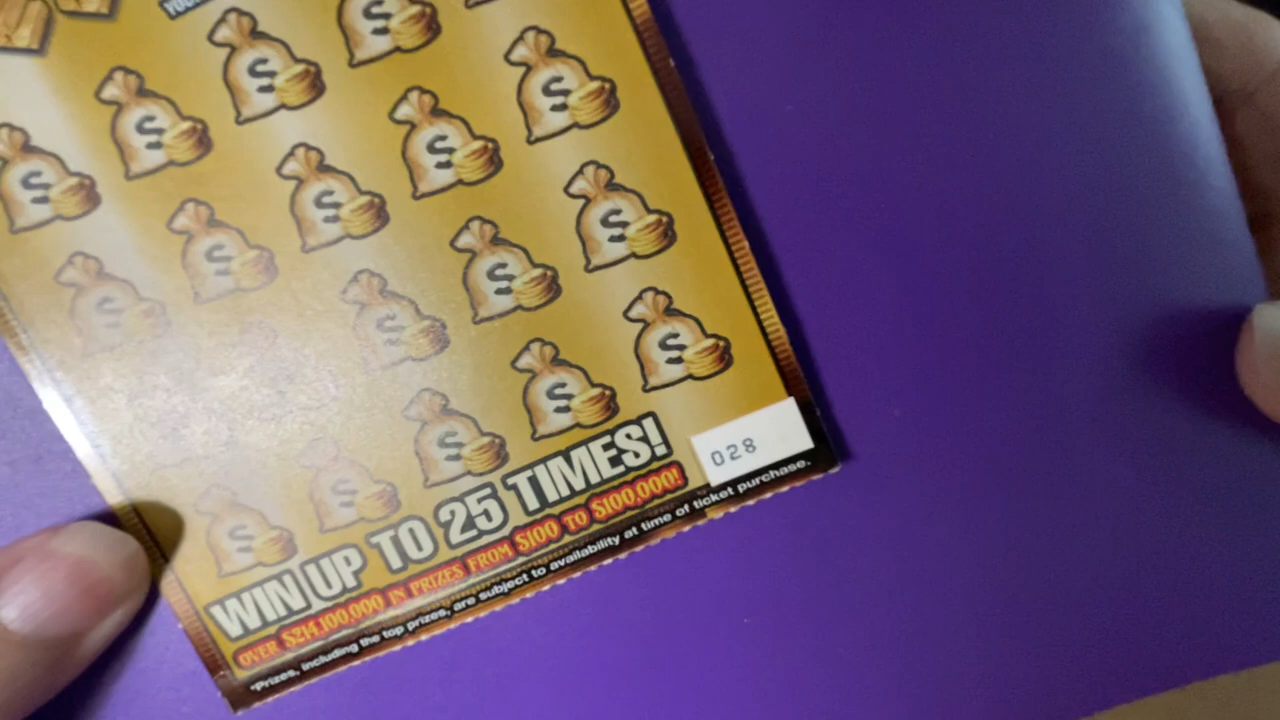 WIN UP TO 25 TIMES!
OVER $214,100,000 IN PRIZES FROM $100 TO $100,000!
*Prizes, including the top prizes, are subject to availability at time of ticket purchase.
028